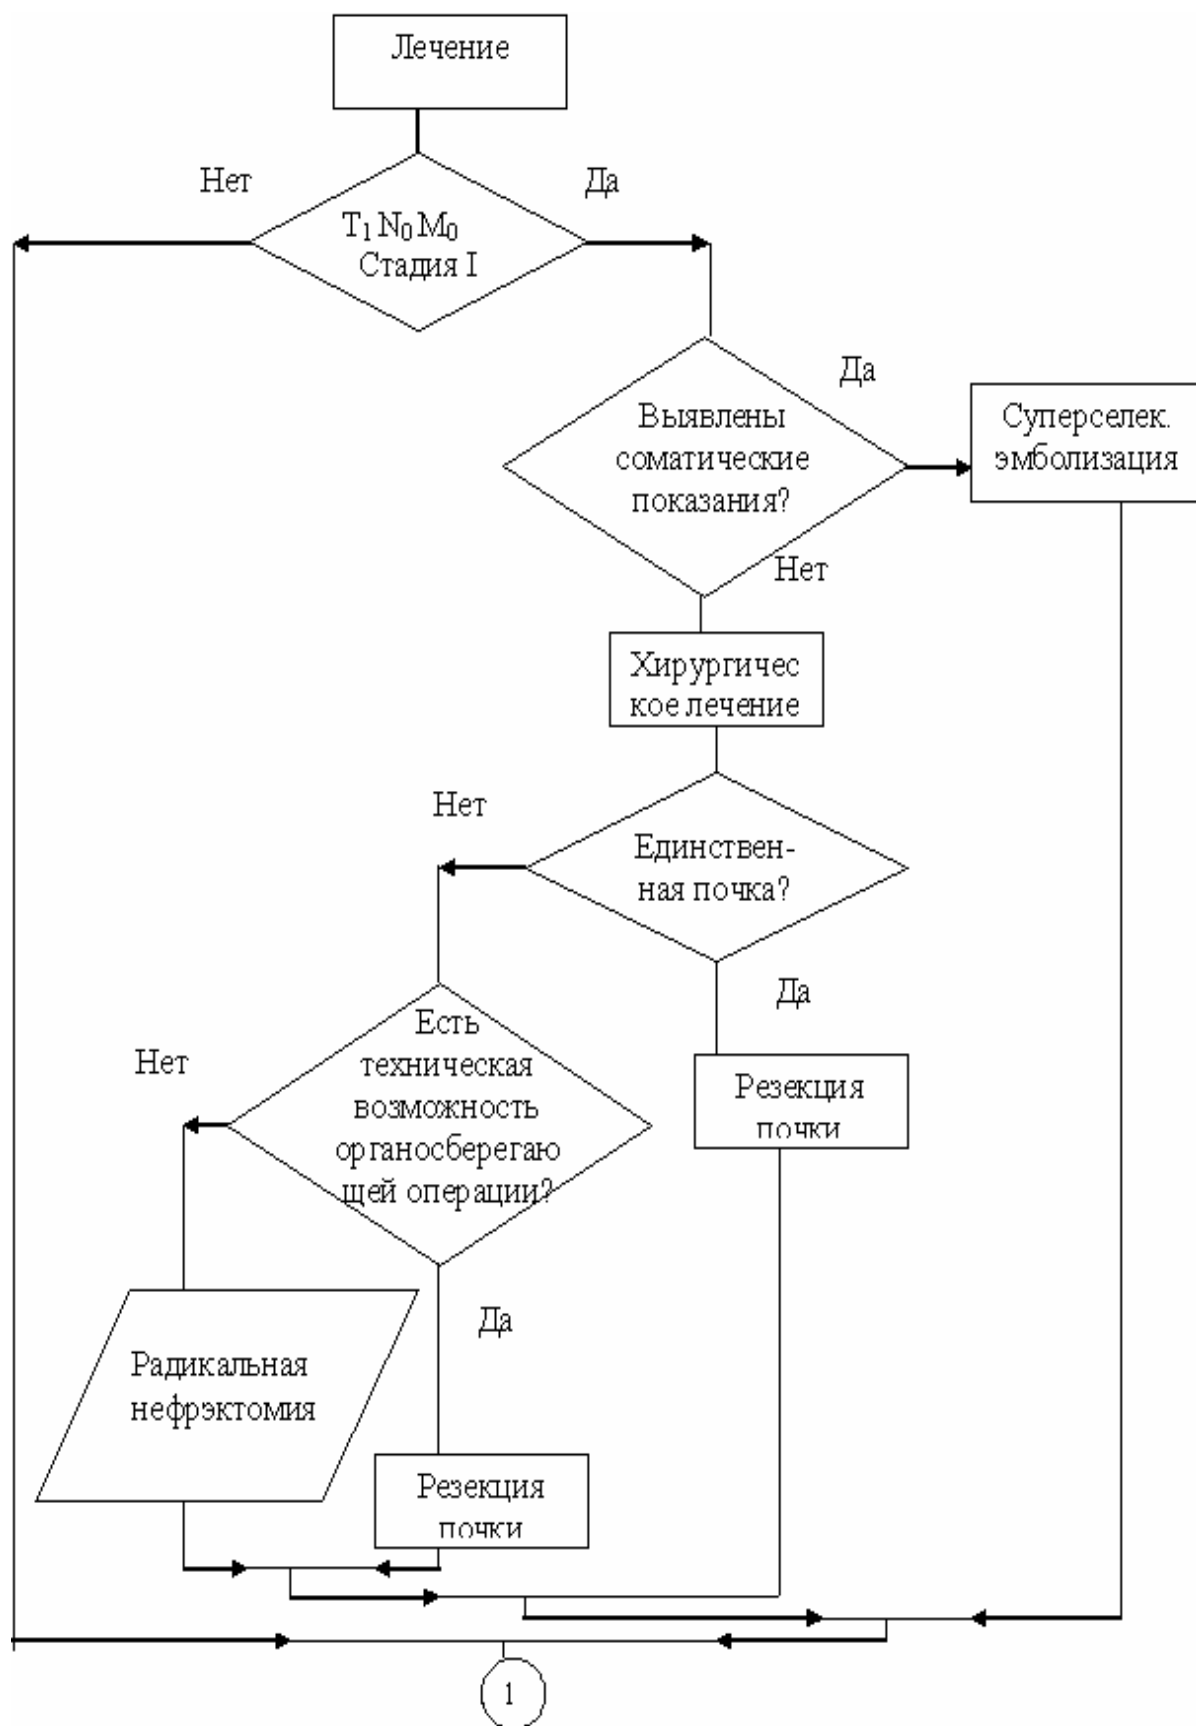 Лечение
Нет
Да
T1 N0 M0
Стадия I
Да
Выявлены
соматические
показания?
Суперселек.
эмболизация
Нет
Хирургичес
кое лечение
Нет
Единствен-
ная почка?
Да
Есть
техническая
возможность
органосберегаю
щей операции?
Нет
Резекция
почки
Да
Радикальная
нефрэктомия
Резекция
почки
1